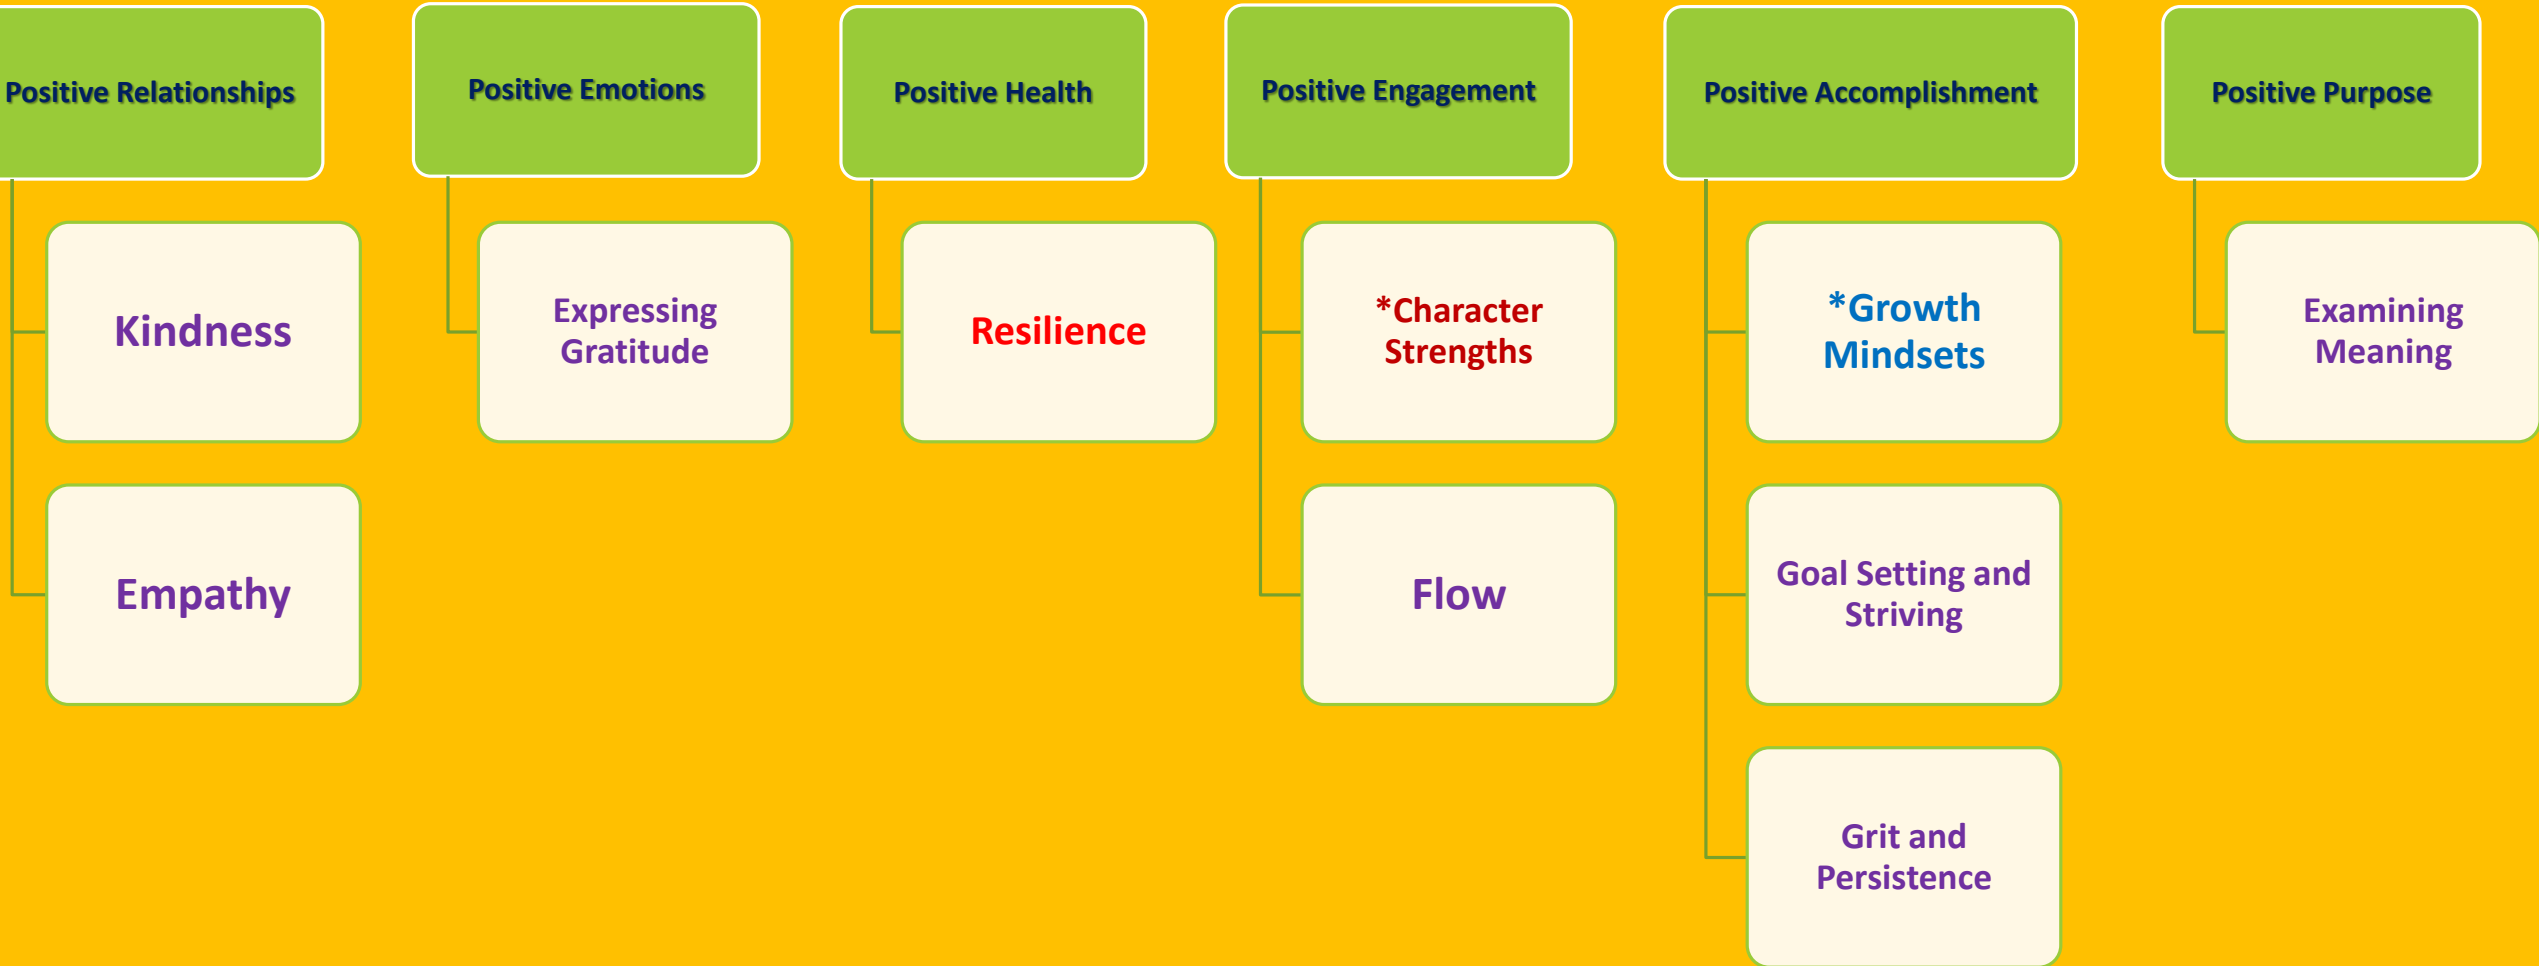 Positive Relationships
Kindness
Empathy
Positive Emotions
Expressing
Gratitude
Positive Health
Resilience
Positive Engagement
*Character
Strengths
Flow
Positive Accomplishment
*Growth
Mindsets
Goal Setting and
Striving
Grit and
Persistence
Positive Purpose
Examining
Meaning